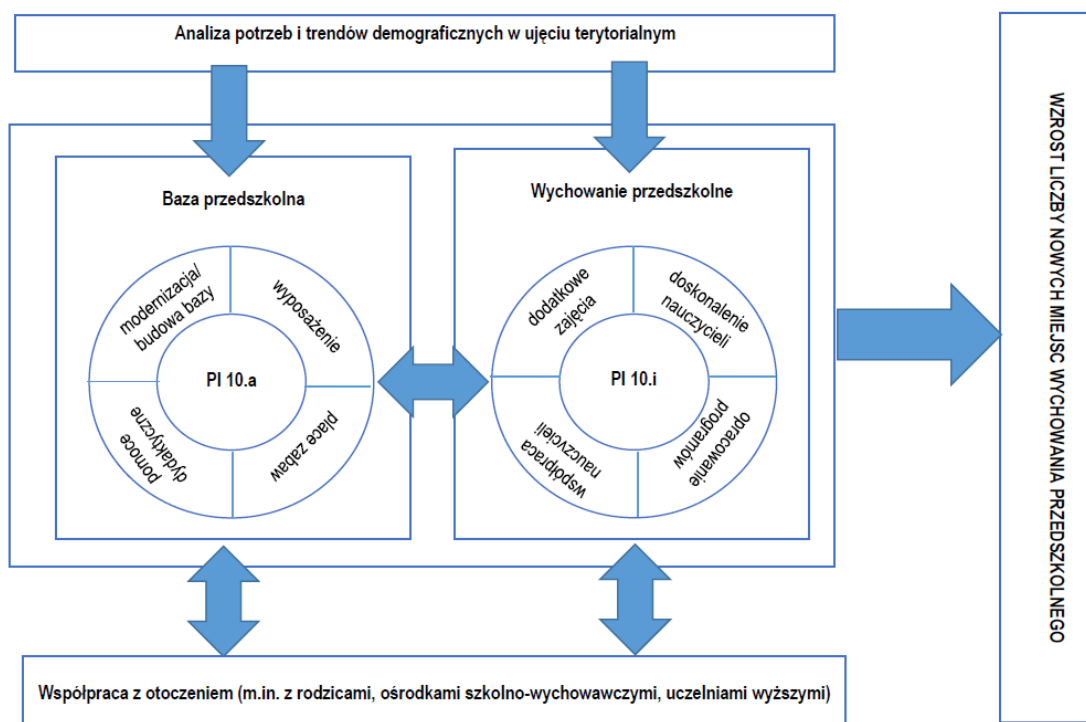 Analiza potrzeb i trendów demograficznych w ujęciu terytorialnym
Baza przedszkolna
modernizacja/
budowa bazy
wyposażenie
PI 10.a
pomoce
dydaktyczne
place zabaw
Wychowanie przedszkolne
dodatkowe
zajęcia
doskonalenie
nauczycieli
PI 10.i
współpraca
nauczycieli
opracowanie
programów
WZROST LICZBY NOWYCH MIEJSC WYCHOWANIA PRZEDSZKOLNEGO
Współpraca z otoczeniem (m.in. z rodzicami, ośrodkami szkolno-wychowawczymi, uczelniami wyższymi)